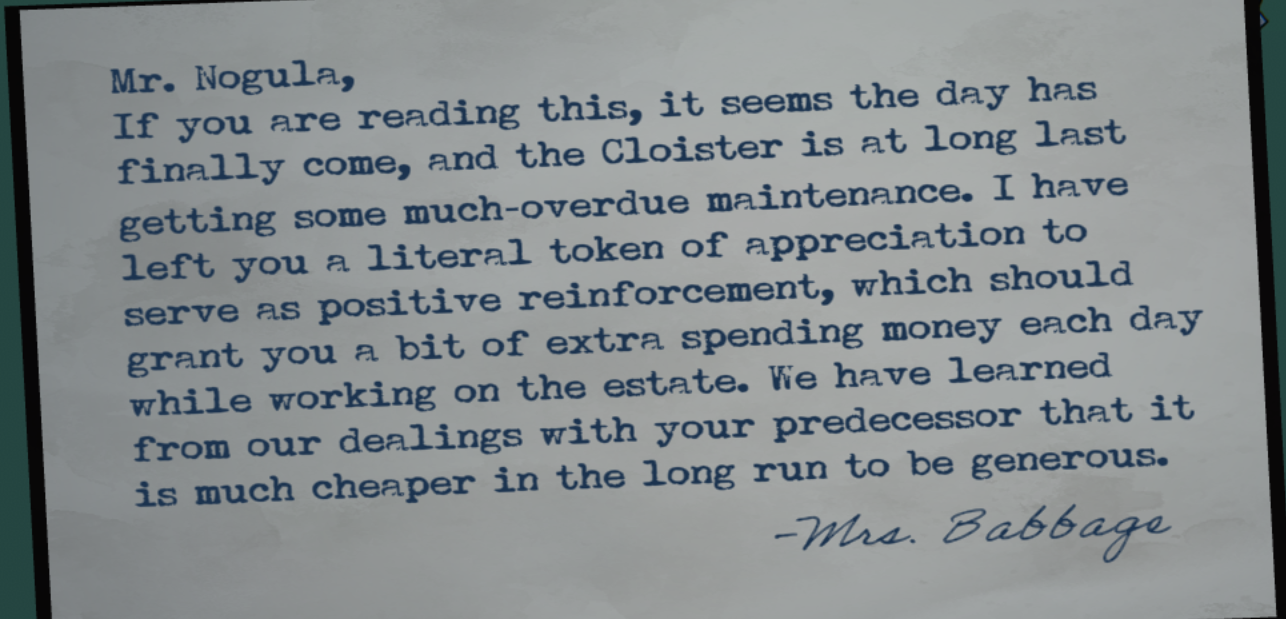 Mr. Nogula,
If you are reading this, it seems the day has
finally come, and the Cloister is at long last
getting some much-overdue maintenance. I have
left you a literal token of appreciation to
serve as positive reinforcement, which should
grant you a bit of extra spending money each day
while working on the estate. We have learned
from our dealings with your predecessor that it
is much cheaper in the long run to be generous.
-Mrs. Babbage